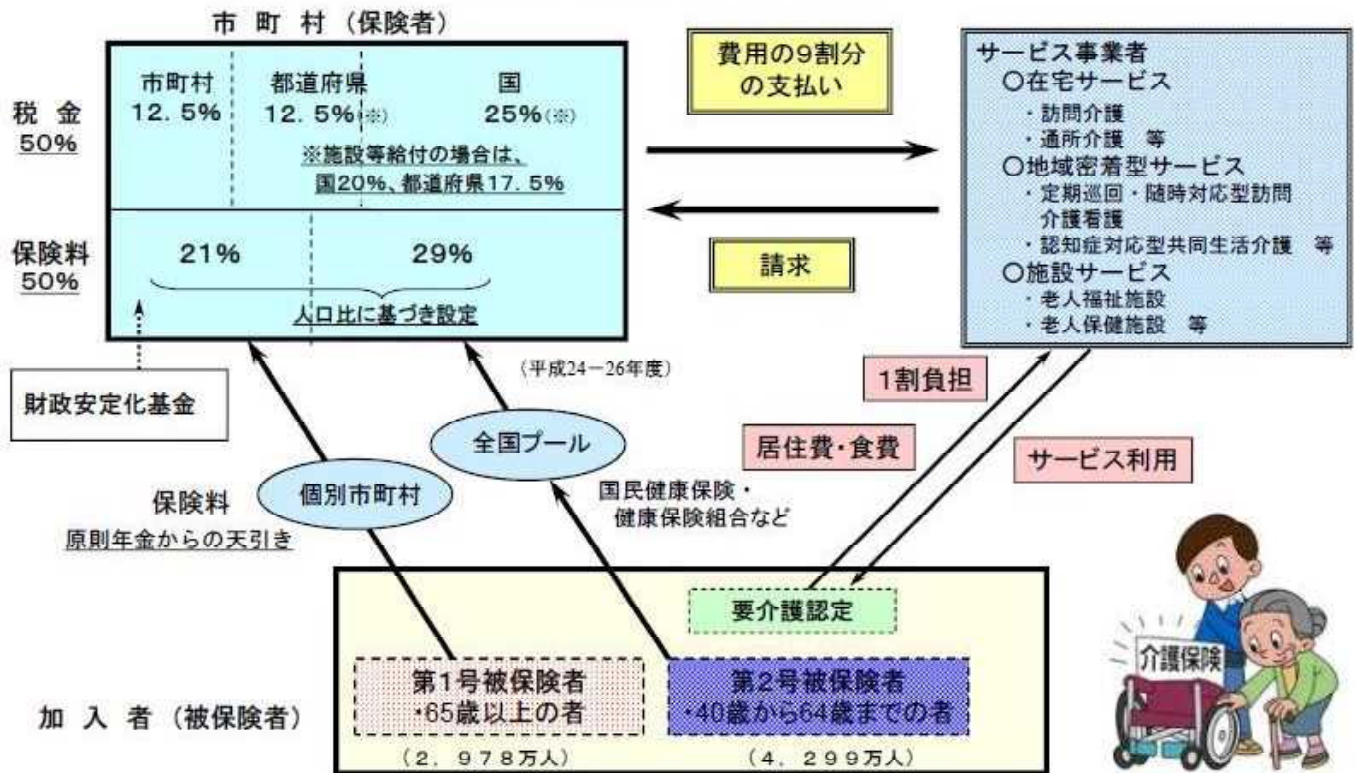 市 町 村 （保険者）
税 金
50%
市町村
12．5%
都道府県
12．5%(※)
国
25%(※)
※施設等給付の場合は、
国20%、都道府県17．5%
保険料
50%
21%
29%
人口比に基づき設定
財政安定化基金
費用の９割分
の支払い
請求
サービス事業者
○在宅サービス
・訪問介護
・通所介護 等
○地域密着型サービス
・定期巡回・随時対応型訪問
介護看護
・認知症対応型共同生活介護 等
○施設サービス
・老人福祉施設
・老人保健施設 等
（平成24－26年度）
１割負担
居住費・食費
サービス利用
全国プール
個別市町村
保険料
原則年金からの天引き
国民健康保険・
健康保険組合など
要介護認定
第１号被保険者
・65歳以上の者
第２号被保険者
・40歳から64歳までの者
加 入 者 （被保険者）
（２，９７８万人）
（４，２９９万人）
介護保険